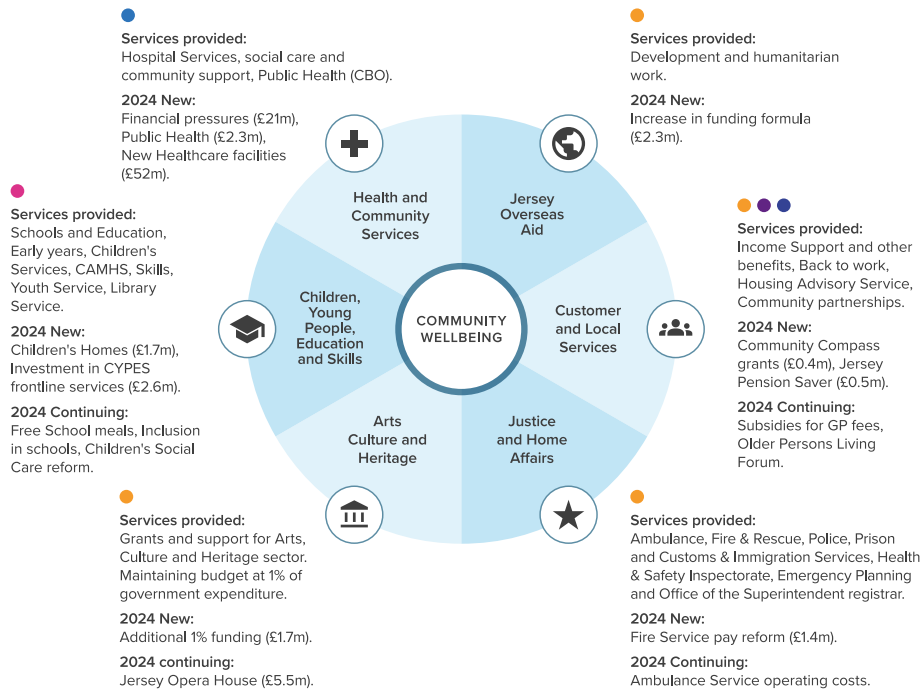 Services provided:
Hospital Services, social care and
community support, Public Health (CBO).
2024 New:
Financial pressures (£21m),
Public Health (£2.3m),
New Healthcare facilities
(£52m).
Services provided:
Development and humanitarian
work.
2024 New:
Increase in funding formula
(£2.3m).
Services provided:
Schools and Education,
Early years, Children's
Services, CAMHS, Skills,
Youth Service, Library
Service.
2024 New:
Children's Homes (£1.7m),
Investment in CYPES
frontline services (£2.6m).
2024 Continuing:
Free School meals, Inclusion
in schools, Children's Social
Care reform.
Health and
Community
Services
Jersey
Overseas
Aid
Children,
Young
People,
Education
and Skills
COMMUNITY
WELLBEING
Customer
and Local
Services
Arts
Culture and
Heritage
Justice
and Home
Affairs
Services provided:
Income Support and other
benefits, Back to work,
Housing Advisory Service,
Community partnerships.
2024 New:
Community Compass
grants (£0.4m), Jersey
Pension Saver (£0.5m).
2024 Continuing:
Subsidies for GP fees,
Older Persons Living
Forum.
Services provided:
Grants and support for Arts,
Culture and Heritage sector.
Maintaining budget at 1% of
government expenditure.
2024 New:
Additional 1% funding (£1.7m).
2024 continuing:
Jersey Opera House (£5.5m).
Services provided:
Ambulance, Fire & Rescue, Police, Prison
and Customs & Immigration Services, Health
& Safety Inspectorate, Emergency Planning
and Office of the Superintendent registrar.
2024 New:
Fire Service pay reform (£1.4m).
2024 Continuing:
Ambulance Service operating costs.